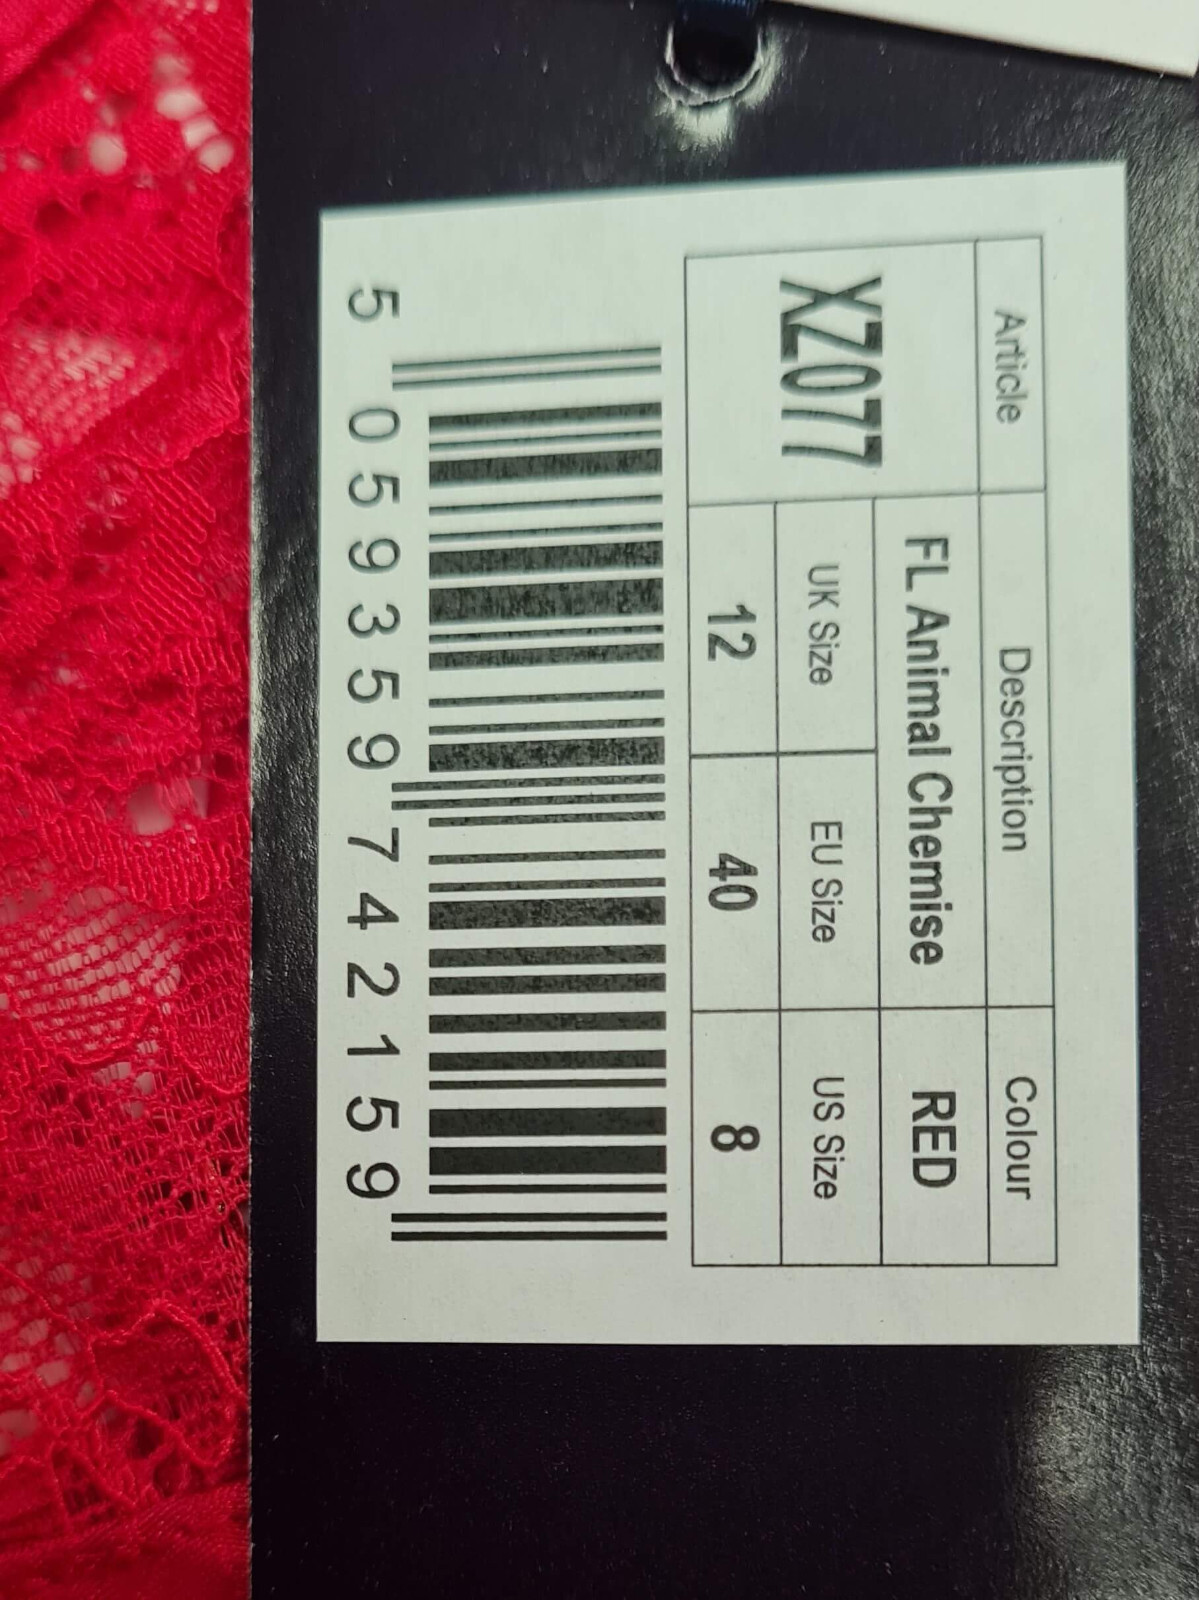 Article Description Colour
XZ077 FL Animal Chemise RED
UK Size EU Size US Size
12 40 8
5 059359 742159